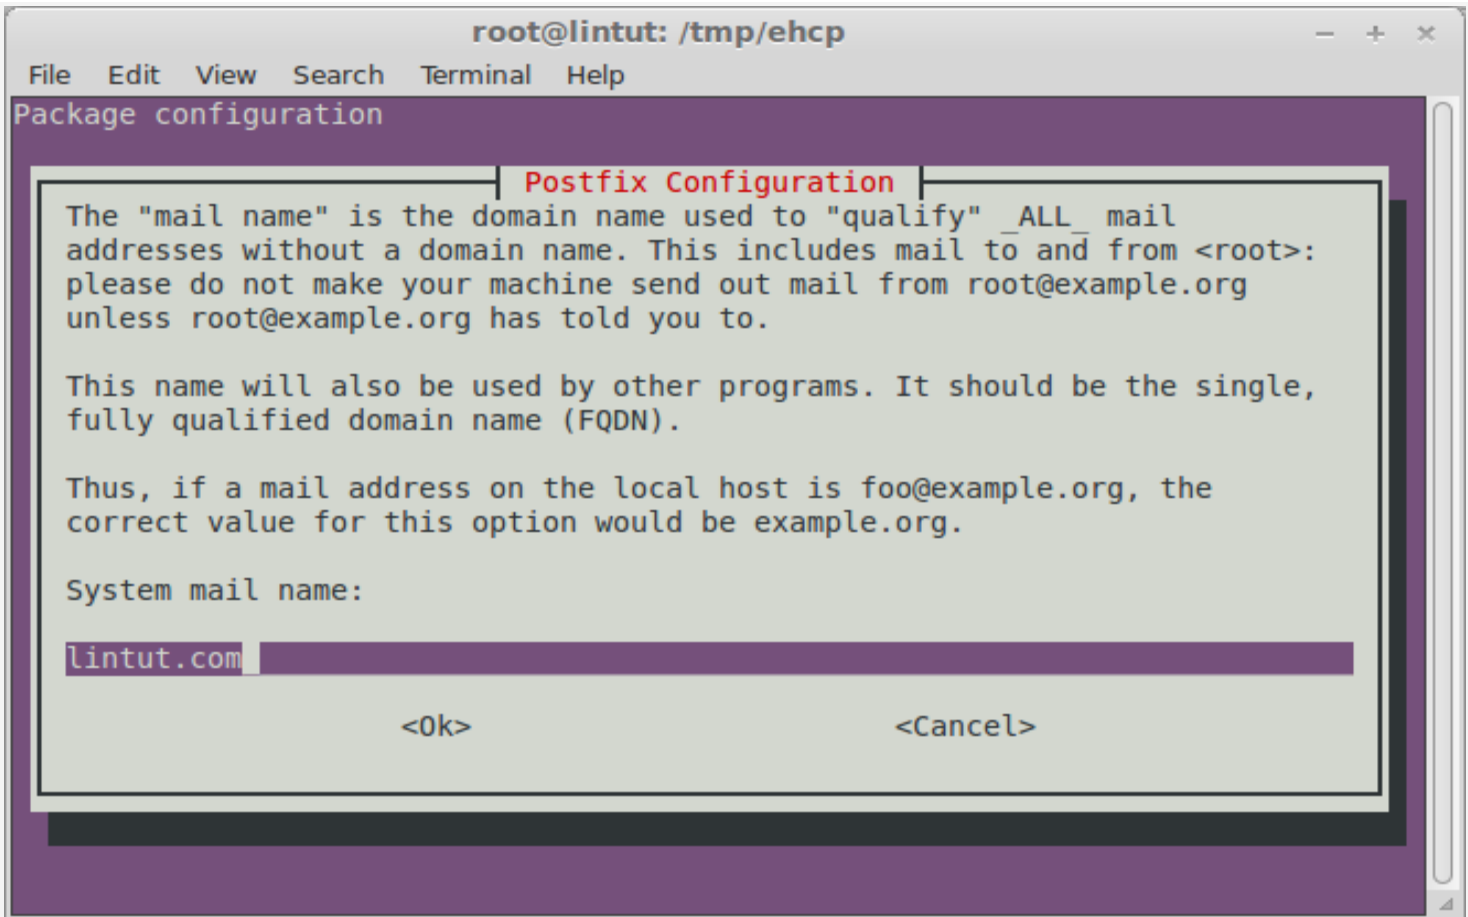 root@lintut: /tmp/ehcp
File Edit View Search Terminal Help
Package configuration
Postfix Configuration
The "mail name" is the domain name used to "qualify" _ALL_ mail
addresses without a domain name. This includes mail to and from <root>:
please do not make your machine send out mail from root@example.org
unless root@example.org has told you to.
This name will also be used by other programs. It should be the single,
fully qualified domain name (FQDN).
Thus, if a mail address on the local host is foo@example.org, the
correct value for this option would be example.org.
System mail name:
lintut.com
<Ok> <Cancel>